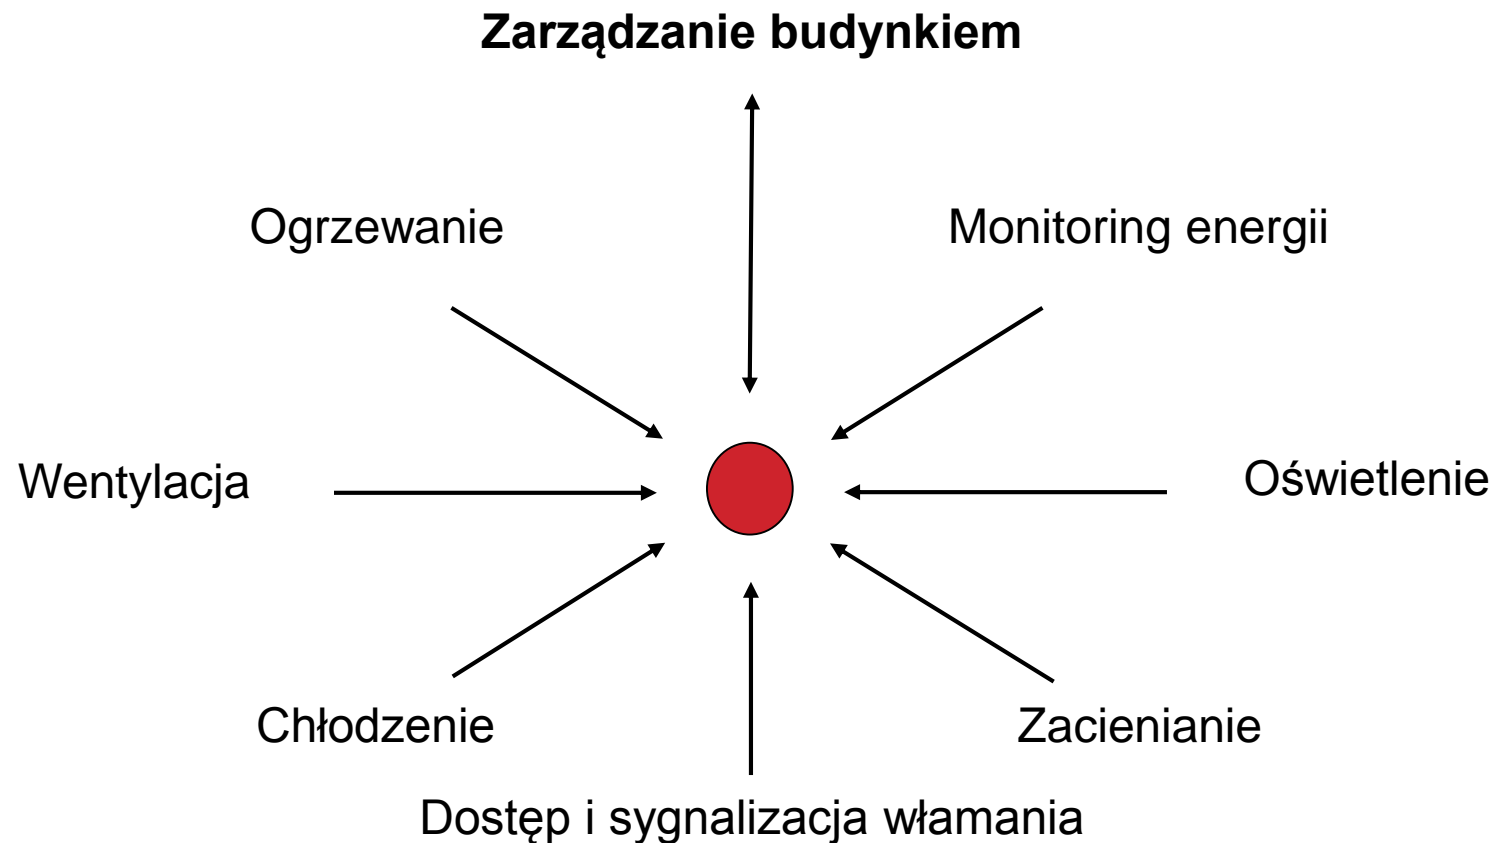 Zarządzanie budynkiem
Ogrzewanie
Monitoring energii
Wentylacja
Oświetlenie
Chłodzenie
Zacienianie
Dostęp i sygnalizacja włamania